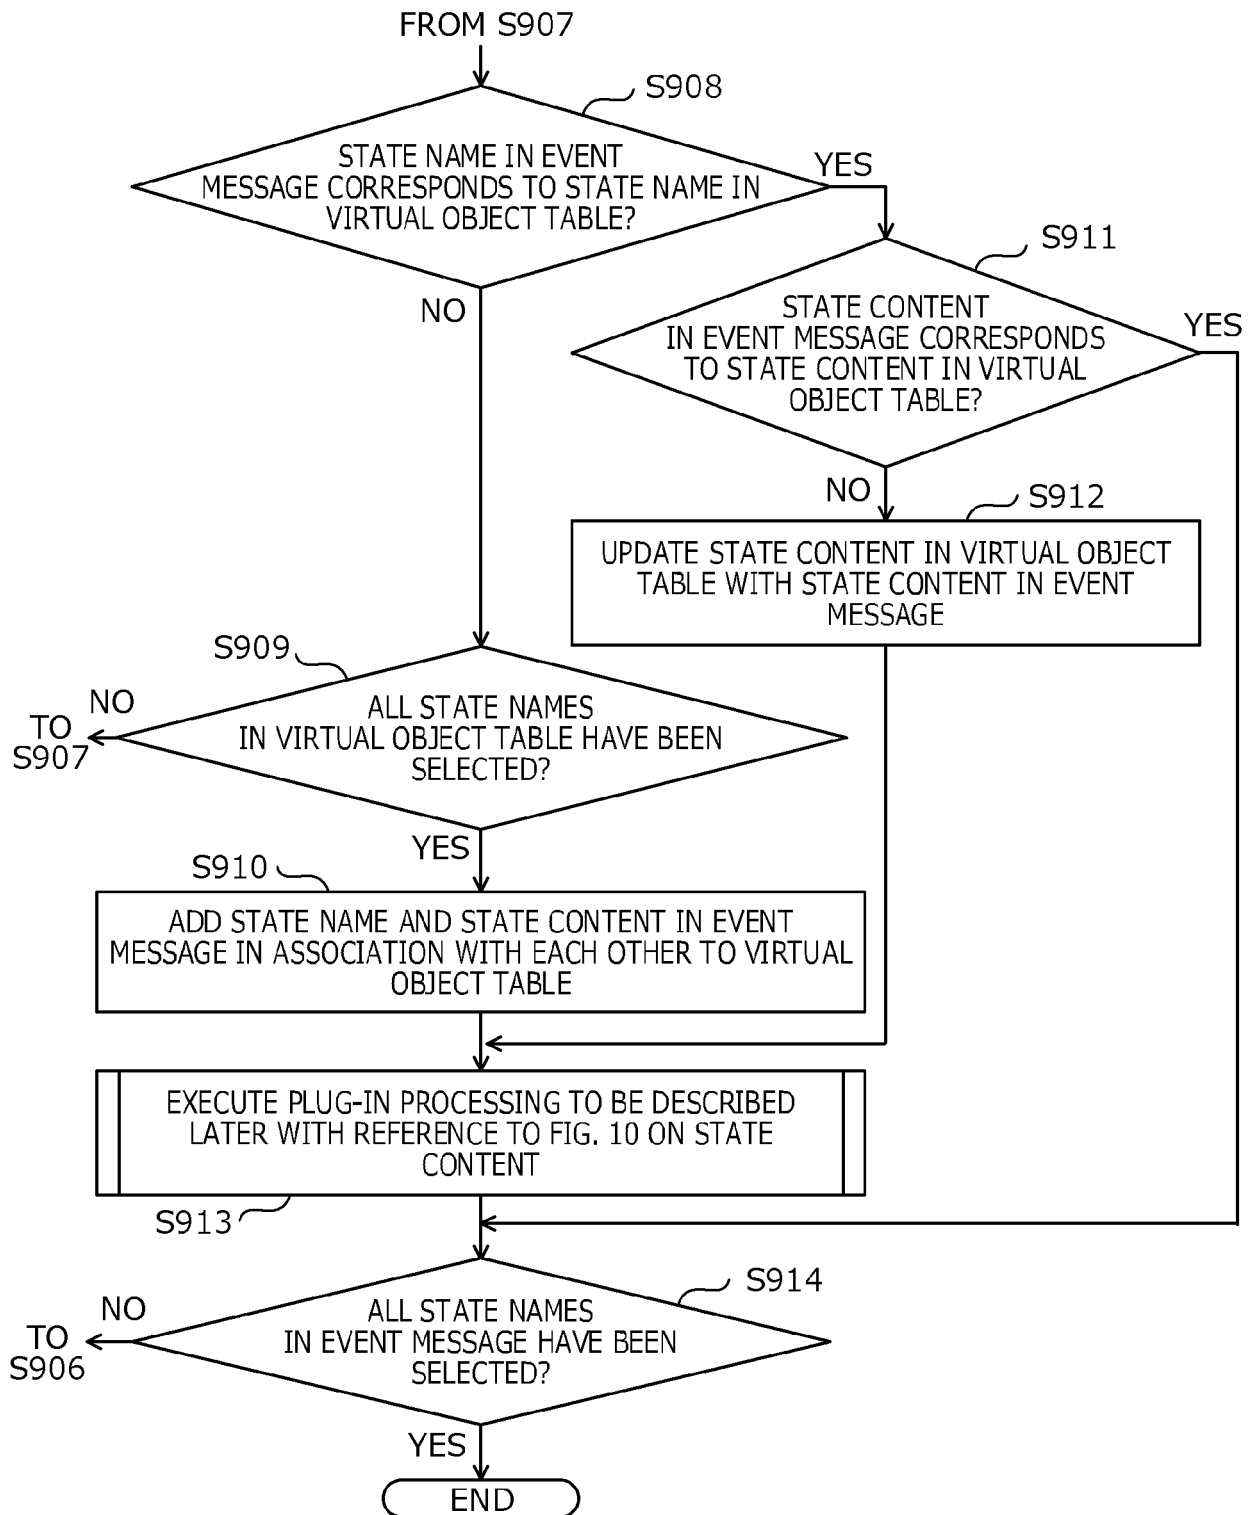 FROM S907
S908
STATE NAME IN EVENT
MESSAGE CORRESPONDS TO STATE NAME IN
VIRTUAL OBJECT TABLE?
YES
NO
S911
STATE CONTENT
IN EVENT MESSAGE CORRESPONDS
TO STATE CONTENT IN VIRTUAL
OBJECT TABLE?
YES
NO
S912
UPDATE STATE CONTENT IN VIRTUAL OBJECT
TABLE WITH STATE CONTENT IN EVENT
MESSAGE
S909
ALL STATE NAMES
IN VIRTUAL OBJECT TABLE HAVE BEEN
SELECTED?
NO
TO
S907
YES
S910
ADD STATE NAME AND STATE CONTENT IN EVENT
MESSAGE IN ASSOCIATION WITH EACH OTHER TO VIRTUAL
OBJECT TABLE
EXECUTE PLUG-IN PROCESSING TO BE DESCRIBED
LATER WITH REFERENCE TO FIG. 10 ON STATE
CONTENT
S913
S914
ALL STATE NAMES
IN EVENT MESSAGE HAVE BEEN
SELECTED?
NO
TO
S906
YES
END